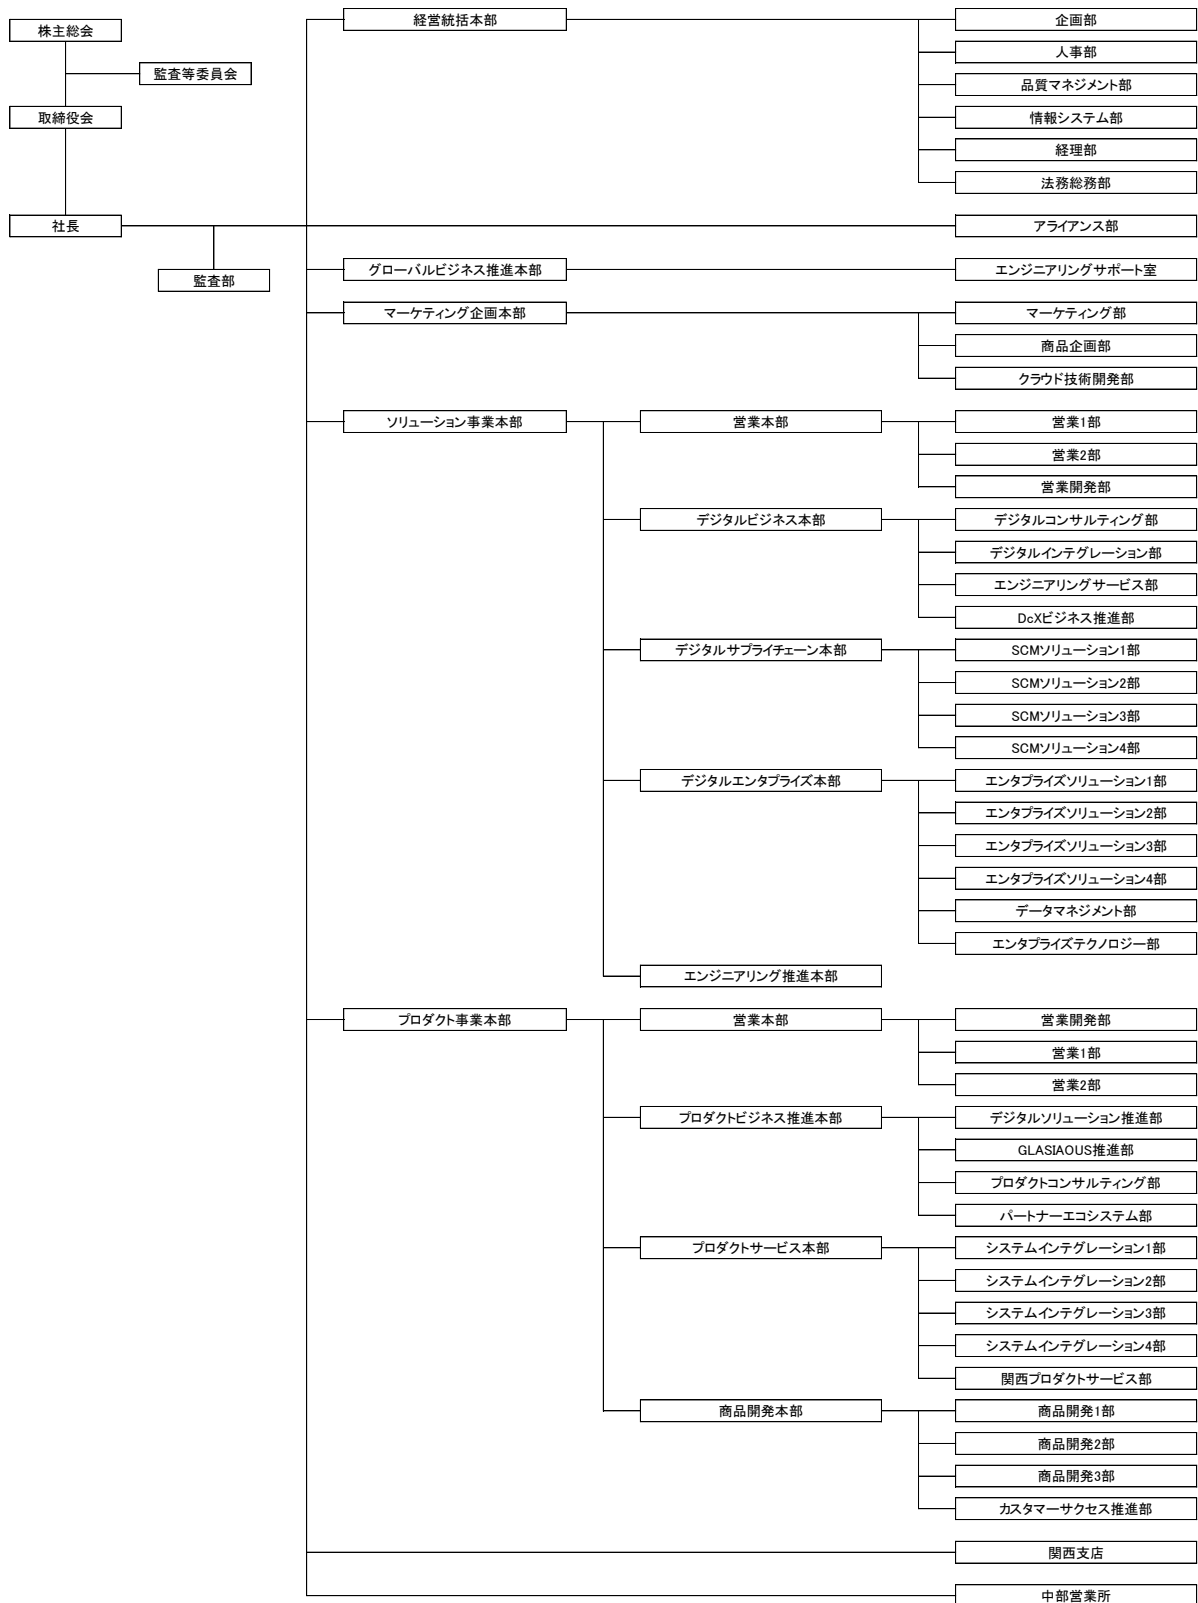 株主総会
監査等委員会
取締役会
社長
監査部
経営統括本部
企画部
人事部
品質マネジメント部
情報システム部
経理部
法務総務部
アライアンス部
グローバルビジネス推進本部
エンジニアリングサポート室
マーケティング企画本部
マーケティング部
商品企画部
クラウド技術開発部
ソリューション事業本部
営業本部
営業1部
営業2部
営業開発部
デジタルビジネス本部
デジタルコンサルティング部
デジタルインテグレーション部
エンジニアリングサービス部
DcXビジネス推進部
デジタルサプライチェーン本部
SCMソリューション1部
SCMソリューション2部
SCMソリューション3部
SCMソリューション4部
デジタルエンタプライズ本部
エンタプライズソリューション1部
エンタプライズソリューション2部
エンタプライズソリューション3部
エンタプライズソリューション4部
データマネジメント部
エンタプライズテクノロジー部
エンジニアリング推進本部
プロダクト事業本部
営業本部
営業開発部
営業1部
営業2部
プロダクトビジネス推進本部
デジタルソリューション推進部
GLASIAOUS推進部
プロダクトコンサルティング部
パートナーエコシステム部
プロダクトサービス本部
システムインテグレーション1部
システムインテグレーション2部
システムインテグレーション3部
システムインテグレーション4部
関西プロダクトサービス部
商品開発本部
商品開発1部
商品開発2部
商品開発3部
カスタマーサクセス推進部
関西支店
中部営業所